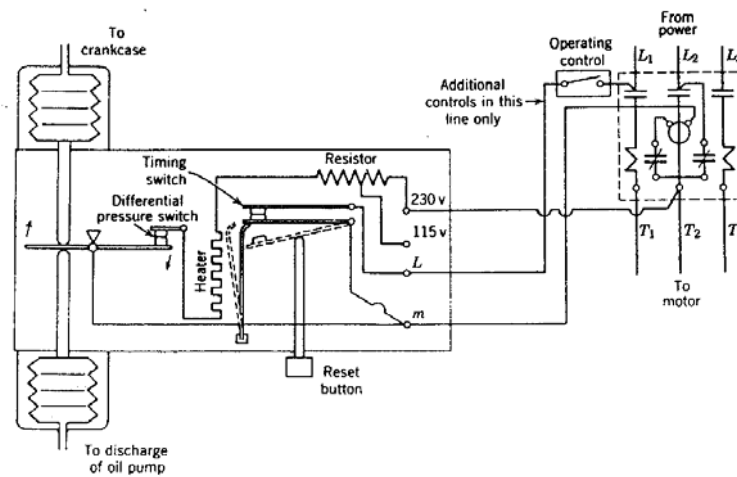 To
crankcase
From
power
Operating
control
L₁
L₂
Additional
controls in this
line only
Timing
switch
Resistor
Differential
pressure switch
230 v
115 v
Heater
L
m
T₁
T₂
T
To
motor
Reset
button
To discharge
of oil pump